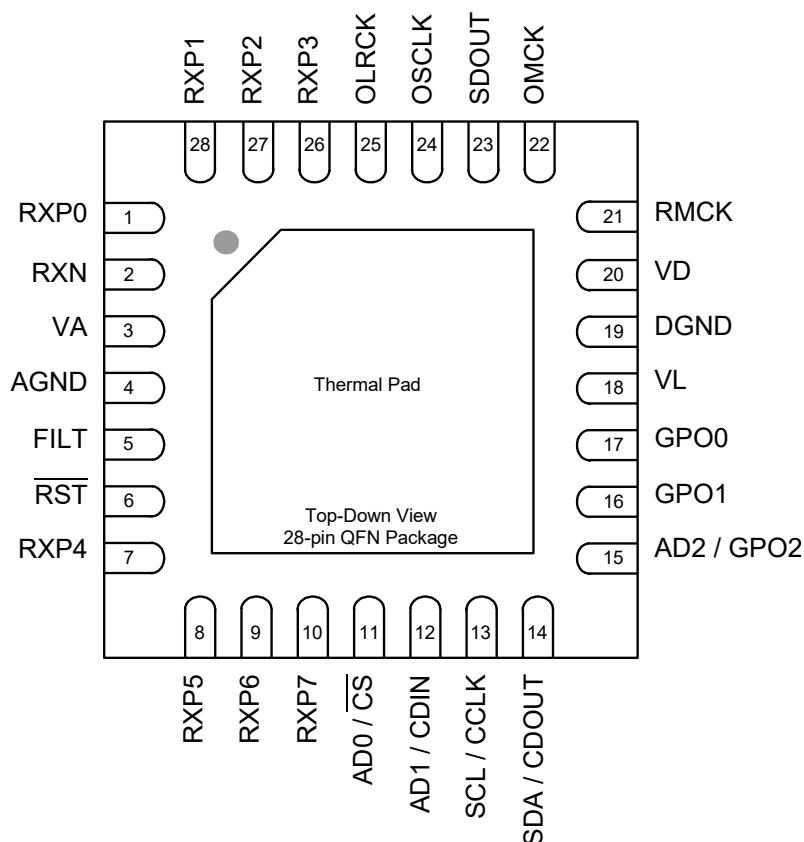 RXP1
RXP2
RXP3
OLRCK
OSCLK
SDOUT
OMCK
28
27
26
25
24
23
22
RXP0 1
RXN 2
VA 3
AGND 4
FILT 5
R̅S̅T̅ 6
RXP4 7
21 RMCK
20 VD
19 DGND
18 VL
17 GPO0
16 GPO1
15 AD2 / GPO2
Thermal Pad
Top-Down View
28-pin QFN Package
8
9
10
11
12
13
14
RXP5
RXP6
RXP7
AD0 / C̅S̅
AD1 / CDIN
SCL / CCLK
SDA / CDOUT